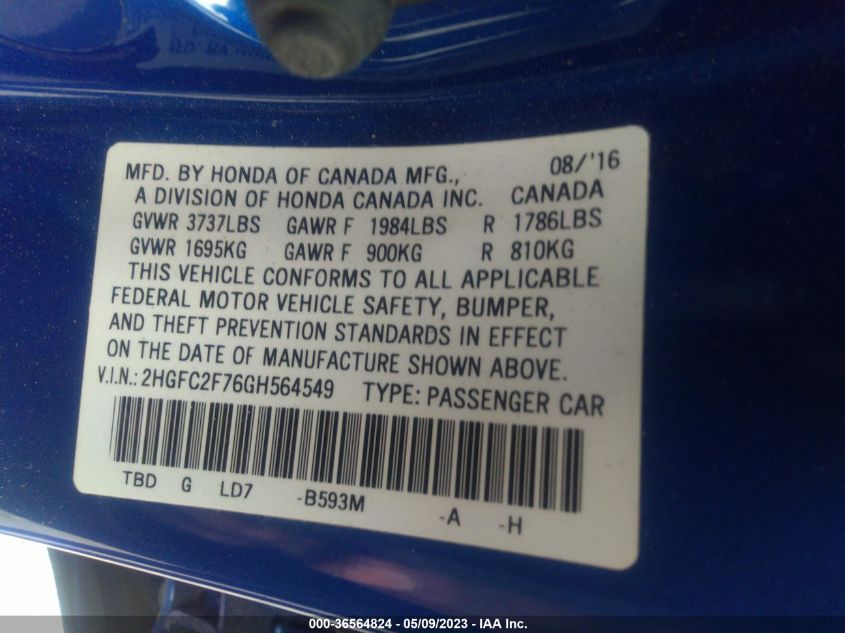 MFD. BY HONDA OF CANADA MFG., 08/'16
A DIVISION OF HONDA CANADA INC. CANADA
GVWR 3737LBS GAWR F 1984LBS R 1786LBS
GVWR 1695KG GAWR F 900KG R 810KG
THIS VEHICLE CONFORMS TO ALL APPLICABLE
FEDERAL MOTOR VEHICLE SAFETY, BUMPER,
AND THEFT PREVENTION STANDARDS IN EFFECT
ON THE DATE OF MANUFACTURE SHOWN ABOVE.
V.I.N.: 2HGFC2F76GH564549 TYPE: PASSENGER CAR
TBD G LD7 -B593M -A -H
000-36564824 - 05/09/2023 - IAA Inc.